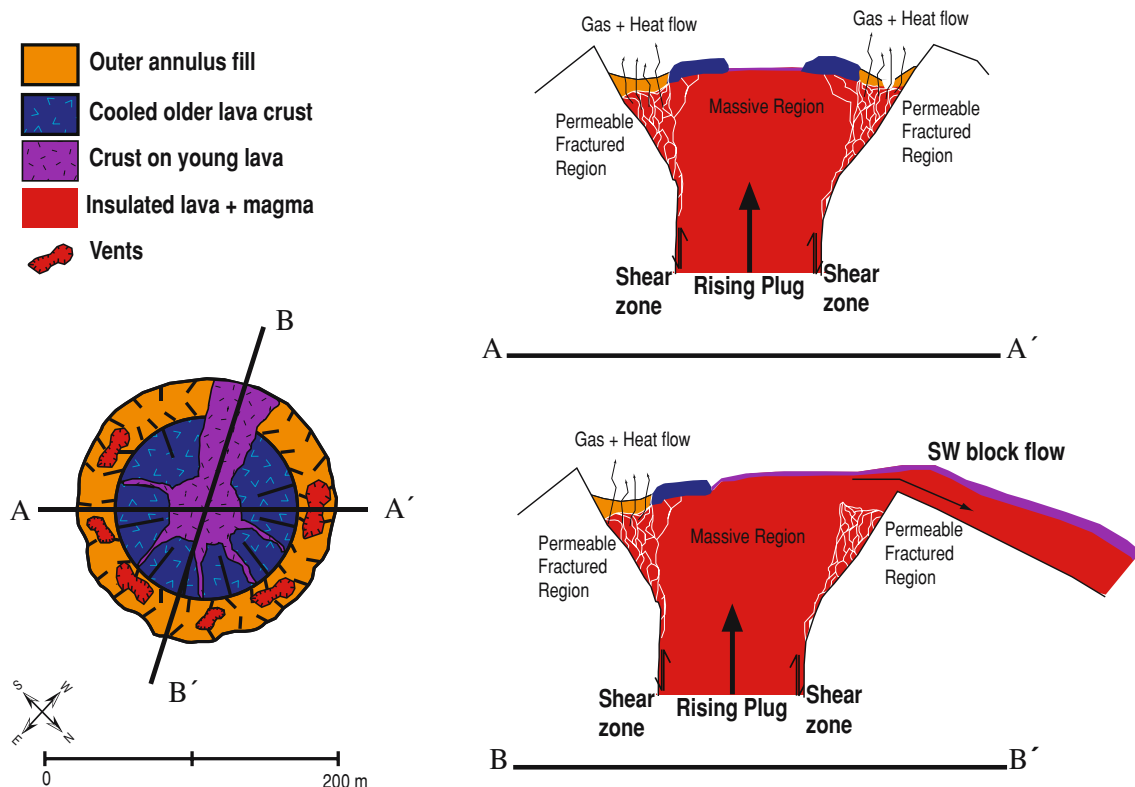 Outer annulus fill
Cooled older lava crust
Crust on young lava
Insulated lava + magma
Vents
B
A
A´
B´
S
W
E
N
0
200 m
Gas + Heat flow
Gas + Heat flow
Massive Region
Permeable
Fractured
Region
Permeable
Fractured
Region
Shear
zone
Rising Plug
Shear
zone
A
A´
Gas + Heat flow
SW block flow
Massive Region
Permeable
Fractured
Region
Permeable
Fractured
Region
Shear
zone
Rising Plug
Shear
zone
B
B´